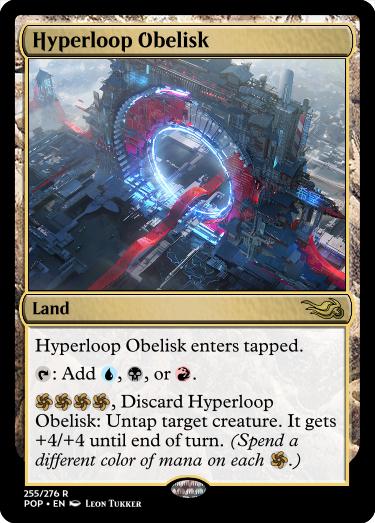 Hyperloop Obelisk
Land
Hyperloop Obelisk enters tapped.
: Add , , or .
, Discard Hyperloop
Obelisk: Untap target creature. It gets
+4/+4 until end of turn. (Spend a
different color of mana on each .)
255/276 R
POP • EN Leon Tukker